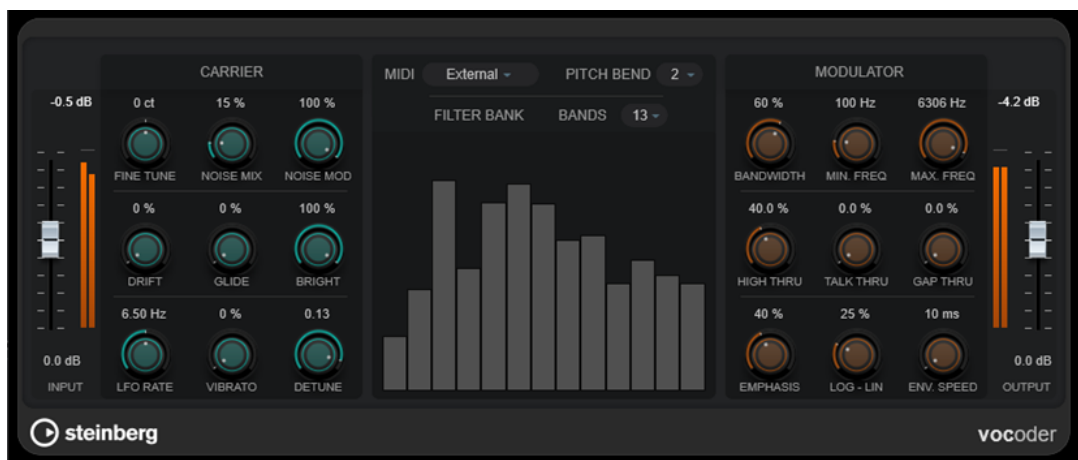 CARRIER
-0.5 dB
0 ct 15 % 100 %
FINE TUNE NOISE MIX NOISE MOD
0 % 0 % 100 %
DRIFT GLIDE BRIGHT
6.50 Hz 0 % 0.13
LFO RATE VIBRATO DETUNE
0.0 dB
INPUT
MIDI External PITCH BEND 2
FILTER BANK BANDS 13
MODULATOR
60 % 100 Hz 6306 Hz
-4.2 dB
BANDWIDTH MIN. FREQ MAX. FREQ
40.0 % 0.0 % 0.0 %
HIGH THRU TALK THRU GAP THRU
40 % 25 % 10 ms
EMPHASIS LOG - LIN ENV. SPEED
0.0 dB
OUTPUT
steinberg
vocoder